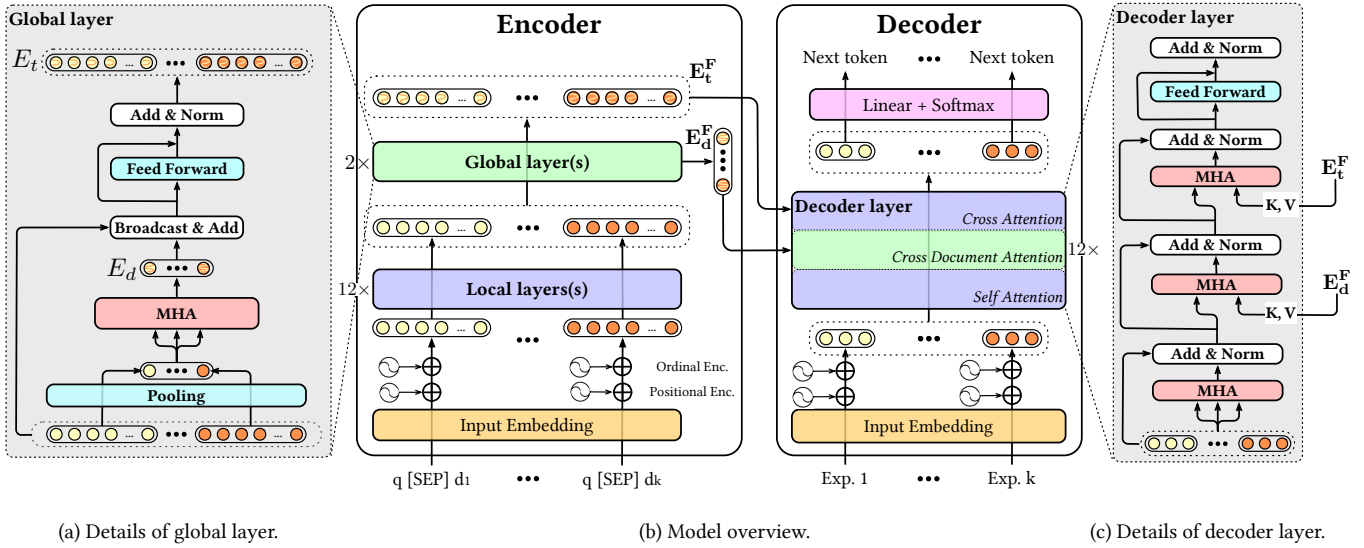 Global layer
E_t
...
...
Add & Norm
Feed Forward
Broadcast & Add
E_d
MHA
Pooling
...
...
Encoder
E_t^F
...
...
E_d^F
2×
Global layer(s)
...
...
12×
Local layers(s)
...
...
Ordinal Enc.
Positional Enc.
Input Embedding
q [SEP] d1
q [SEP] dk
Decoder
Next token
Next token
Linear + Softmax
Decoder layer
Cross Attention
Cross Document Attention
12×
Self Attention
Input Embedding
Exp. 1
Exp. k
Decoder layer
Add & Norm
Feed Forward
Add & Norm
MHA
E_t^F
K, V
Add & Norm
MHA
E_d^F
K, V
Add & Norm
MHA
(a) Details of global layer.
(b) Model overview.
(c) Details of decoder layer.